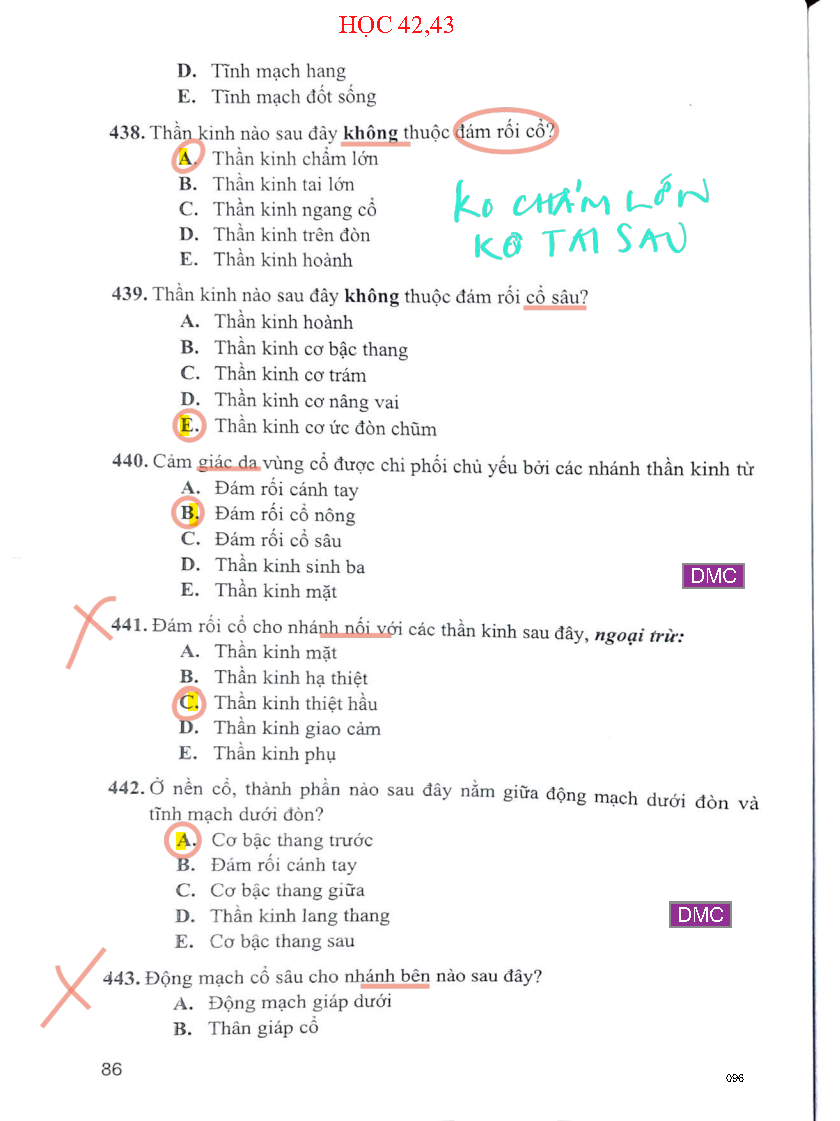 HỌC 42,43
D. Tĩnh mạch hang
E. Tĩnh mạch đốt sống
438. Thần kinh nào sau đây không thuộc đám rối cổ?
A. Thần kinh chẩm lớn
B. Thần kinh tai lớn
C. Thần kinh ngang cổ
D. Thần kinh trên đòn
E. Thần kinh hoành
KO CHẨM LỚN
KO TAI SAU
439. Thần kinh nào sau đây không thuộc đám rối cổ sâu?
A. Thần kinh hoành
B. Thần kinh cơ bậc thang
C. Thần kinh cơ trám
D. Thần kinh cơ nâng vai
E. Thần kinh cơ ức đòn chũm
440. Cảm giác da vùng cổ được chi phối chủ yếu bởi các nhánh thần kinh từ
A. Đám rối cánh tay
B. Đám rối cổ nông
C. Đám rối cổ sâu
D. Thần kinh sinh ba
E. Thần kinh mặt
DMC
441. Đám rối cổ cho nhánh nối với các thần kinh sau đây, ngoại trừ:
A. Thần kinh mặt
B. Thần kinh hạ thiệt
C. Thần kinh thiệt hầu
D. Thần kinh giao cảm
E. Thần kinh phụ
442. Ở nền cổ, thành phần nào sau đây nằm giữa động mạch dưới đòn và
tĩnh mạch dưới đòn?
A. Cơ bậc thang trước
B. Đám rối cánh tay
C. Cơ bậc thang giữa
D. Thần kinh lang thang
E. Cơ bậc thang sau
DMC
443. Động mạch cổ sâu cho nhánh bên nào sau đây?
A. Động mạch giáp dưới
B. Thân giáp cổ
86
096